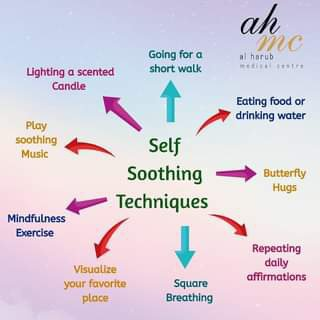 ah
mc
al harub
medical centre
Going for a
short walk
Lighting a scented
Candle
Eating food or
drinking water
Play
soothing
Music
Self
Soothing
Techniques
Butterfly
Hugs
Mindfulness
Exercise
Repeating
daily
affirmations
Visualize
your favorite
place
Square
Breathing